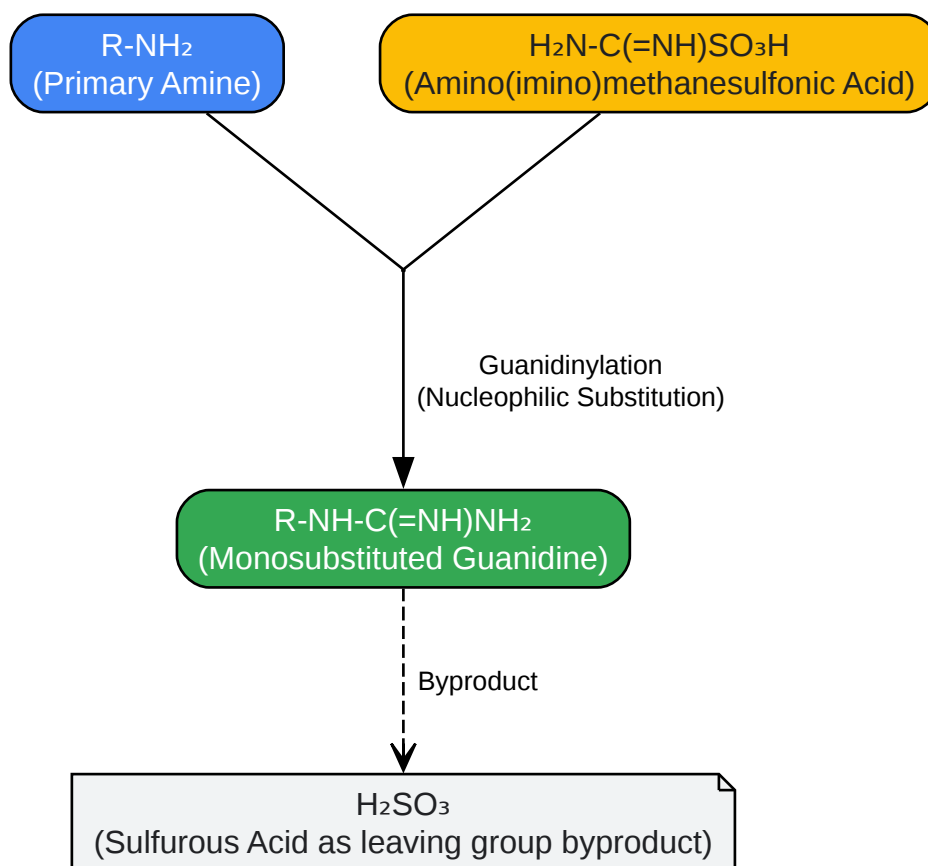 R-NH₂
(Primary Amine)
H₂N-C(=NH)SO₃H
(Amino(imino)methanesulfonic Acid)
Guanidinylation
(Nucleophilic Substitution)
R-NH-C(=NH)NH₂
(Monosubstituted Guanidine)
Byproduct
H₂SO₃
(Sulfurous Acid as leaving group byproduct)